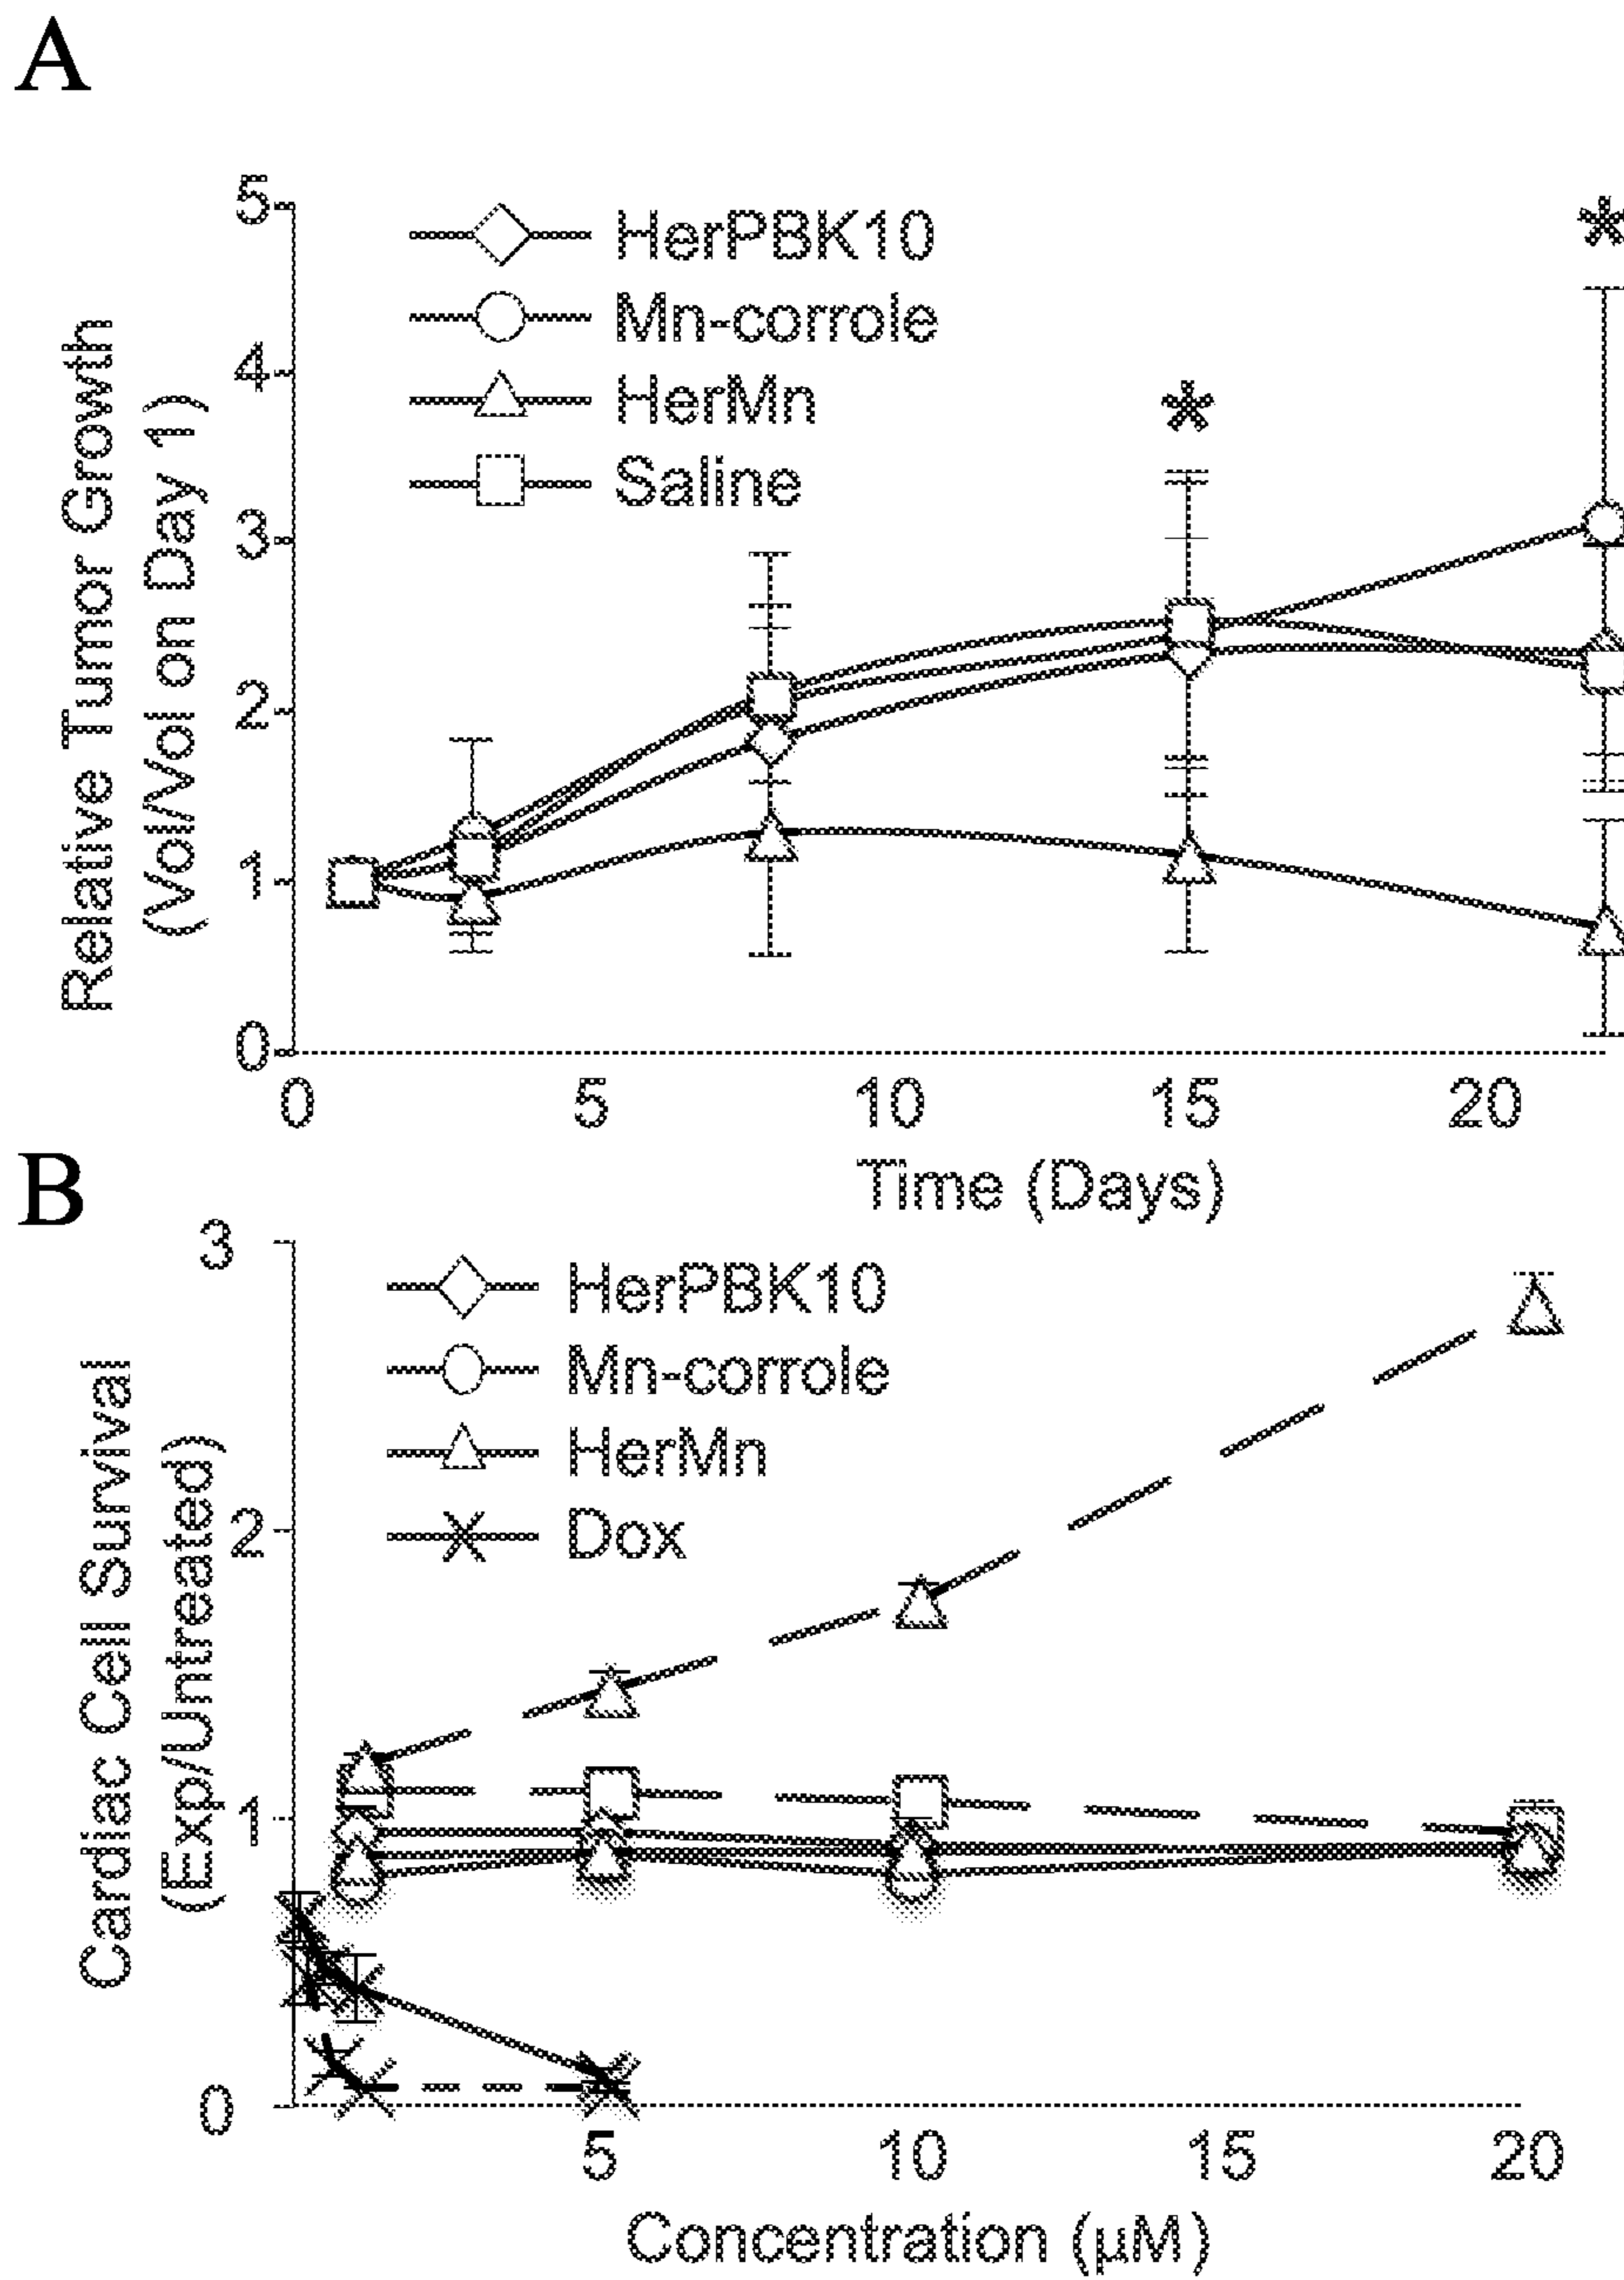 A
Relative Tumor Growth
(Vol/Vol on Day 1)
5
4
3
2
1
0
HerPBK10
Mn-corrole
HerMn
Saline
*
*
0 5 10 15 20
Time (Days)
B
Cardiac Cell Survival
(Exp/Untreated)
3
2
1
0
HerPBK10
Mn-corrole
HerMn
Dox
5 10 15 20
Concentration (μM)